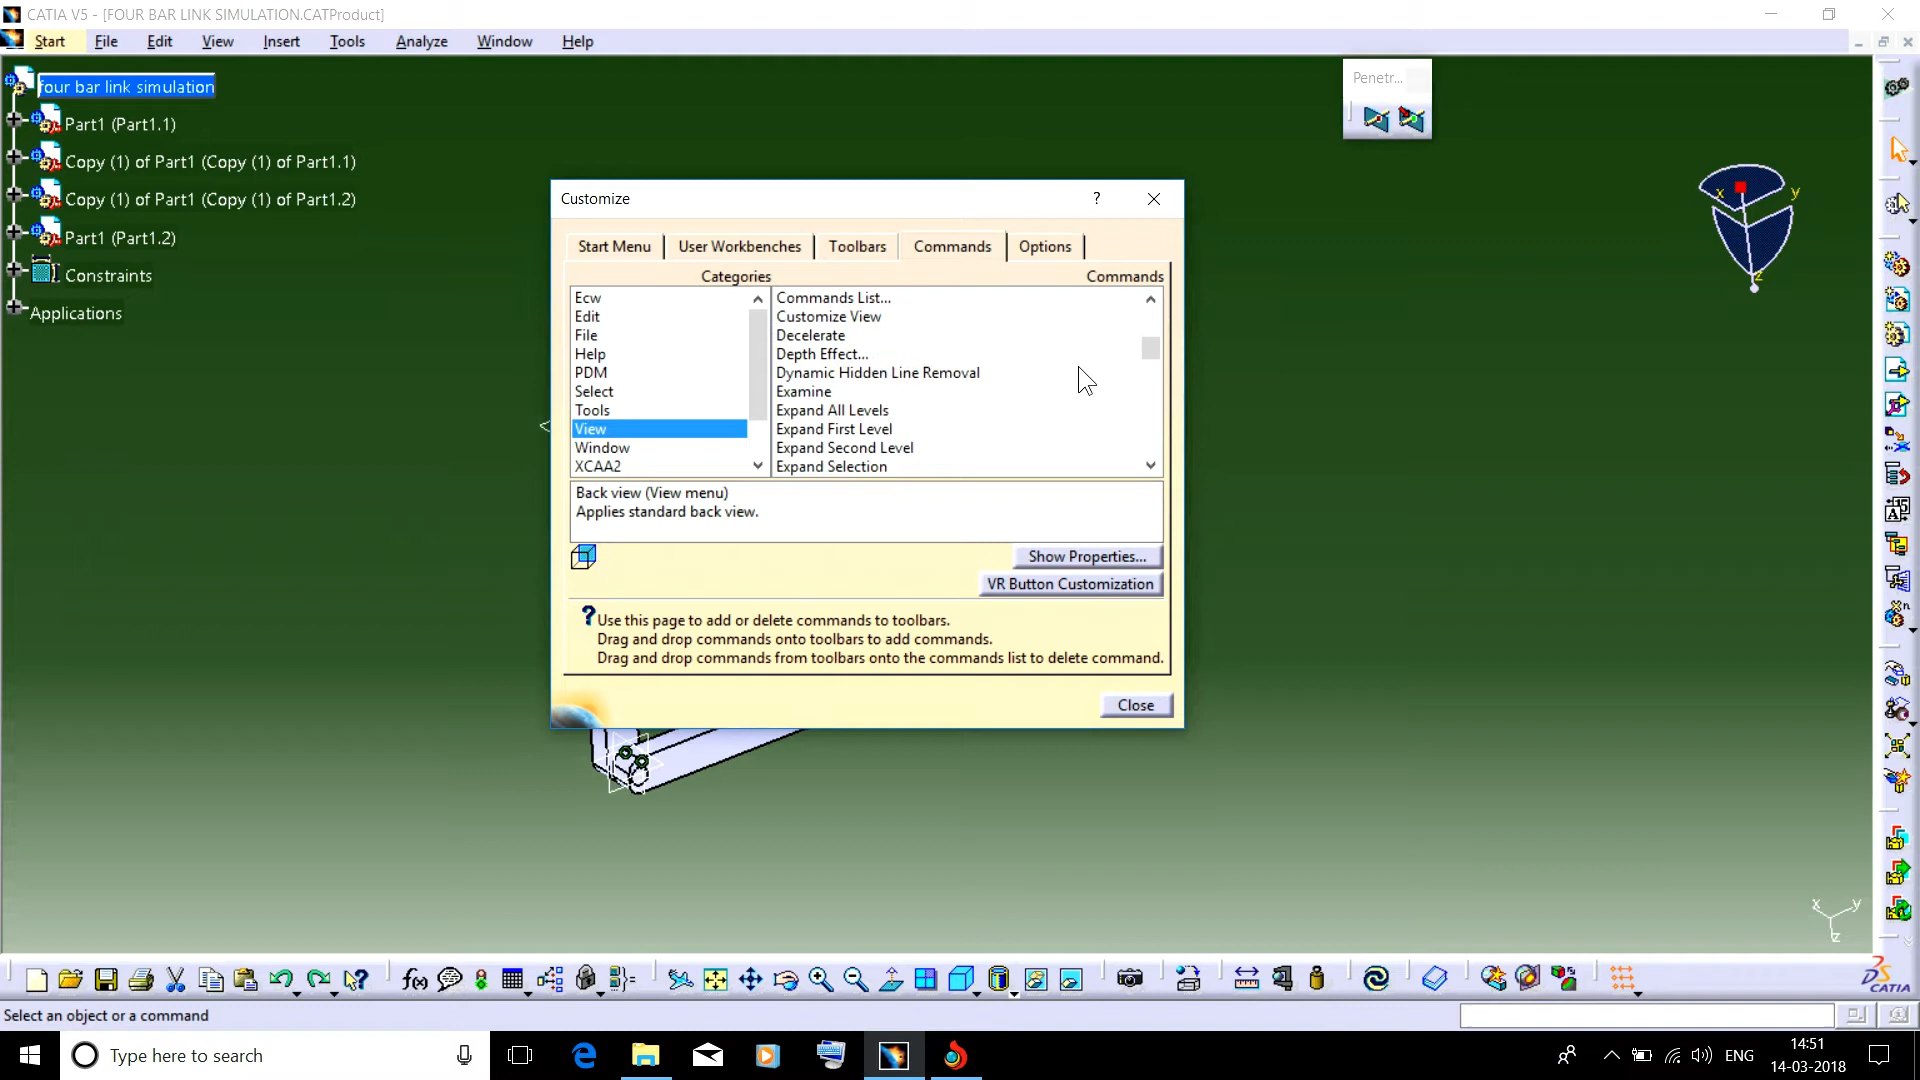 CATIA V5 - [FOUR BAR LINK SIMULATION.CATProduct]
Start File Edit View Insert Tools Analyze Window Help
four bar link simulation
Part1 (Part1.1)
Copy (1) of Part1 (Copy (1) of Part1.1)
Copy (1) of Part1 (Copy (1) of Part1.2)
Part1 (Part1.2)
Constraints
Applications
Penetr...
x y
z
Customize
?
Start Menu User Workbenches Toolbars Commands Options
Categories Commands
Ecw
Edit
File
Help
PDM
Select
Tools
View
Window
XCAA2
Commands List...
Customize View
Decelerate
Depth Effect...
Dynamic Hidden Line Removal
Examine
Expand All Levels
Expand First Level
Expand Second Level
Expand Selection
Back view (View menu)
Applies standard back view.
Show Properties...
VR Button Customization
? Use this page to add or delete commands to toolbars.
Drag and drop commands onto toolbars to add commands.
Drag and drop commands from toolbars onto the commands list to delete command.
Close
x y
z
f(x)
CATIA
Select an object or a command
Type here to search
ENG
14:51
14-03-2018